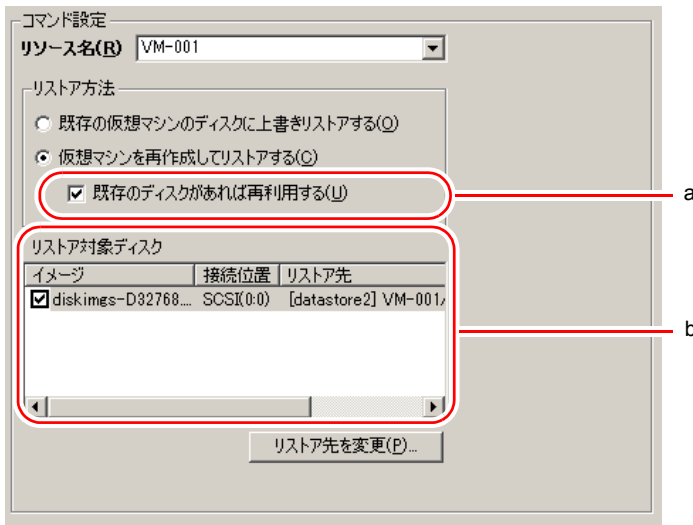 コマンド設定
リソース名(R) VM-001
リストア方法
既存の仮想マシンのディスクに上書きリストアする(O)
仮想マシンを再作成してリストアする(C)
既存のディスクがあれば再利用する(U)
a
リストア対象ディスク
イメージ 接続位置 リストア先
diskimgs-D32768.... SCSI(0:0) [datastore2] VM-001/
b
リストア先を変更(P)...